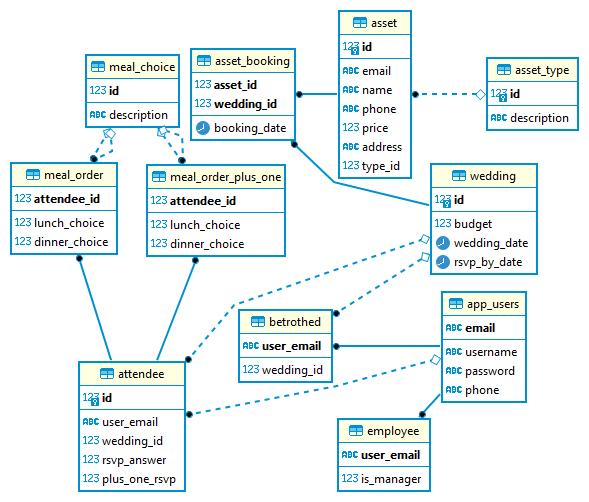 meal_choice
123 id
ABC description
asset_booking
123 asset_id
123 wedding_id
booking_date
asset
123 id
ABC email
ABC name
ABC phone
123 price
ABC address
123 type_id
asset_type
123 id
ABC description
meal_order
123 attendee_id
123 lunch_choice
123 dinner_choice
meal_order_plus_one
123 attendee_id
123 lunch_choice
123 dinner_choice
wedding
123 id
123 budget
wedding_date
rsvp_by_date
betrothed
ABC user_email
123 wedding_id
app_users
ABC email
ABC username
ABC password
ABC phone
attendee
123 id
ABC user_email
123 wedding_id
123 rsvp_answer
123 plus_one_rsvp
employee
ABC user_email
123 is_manager